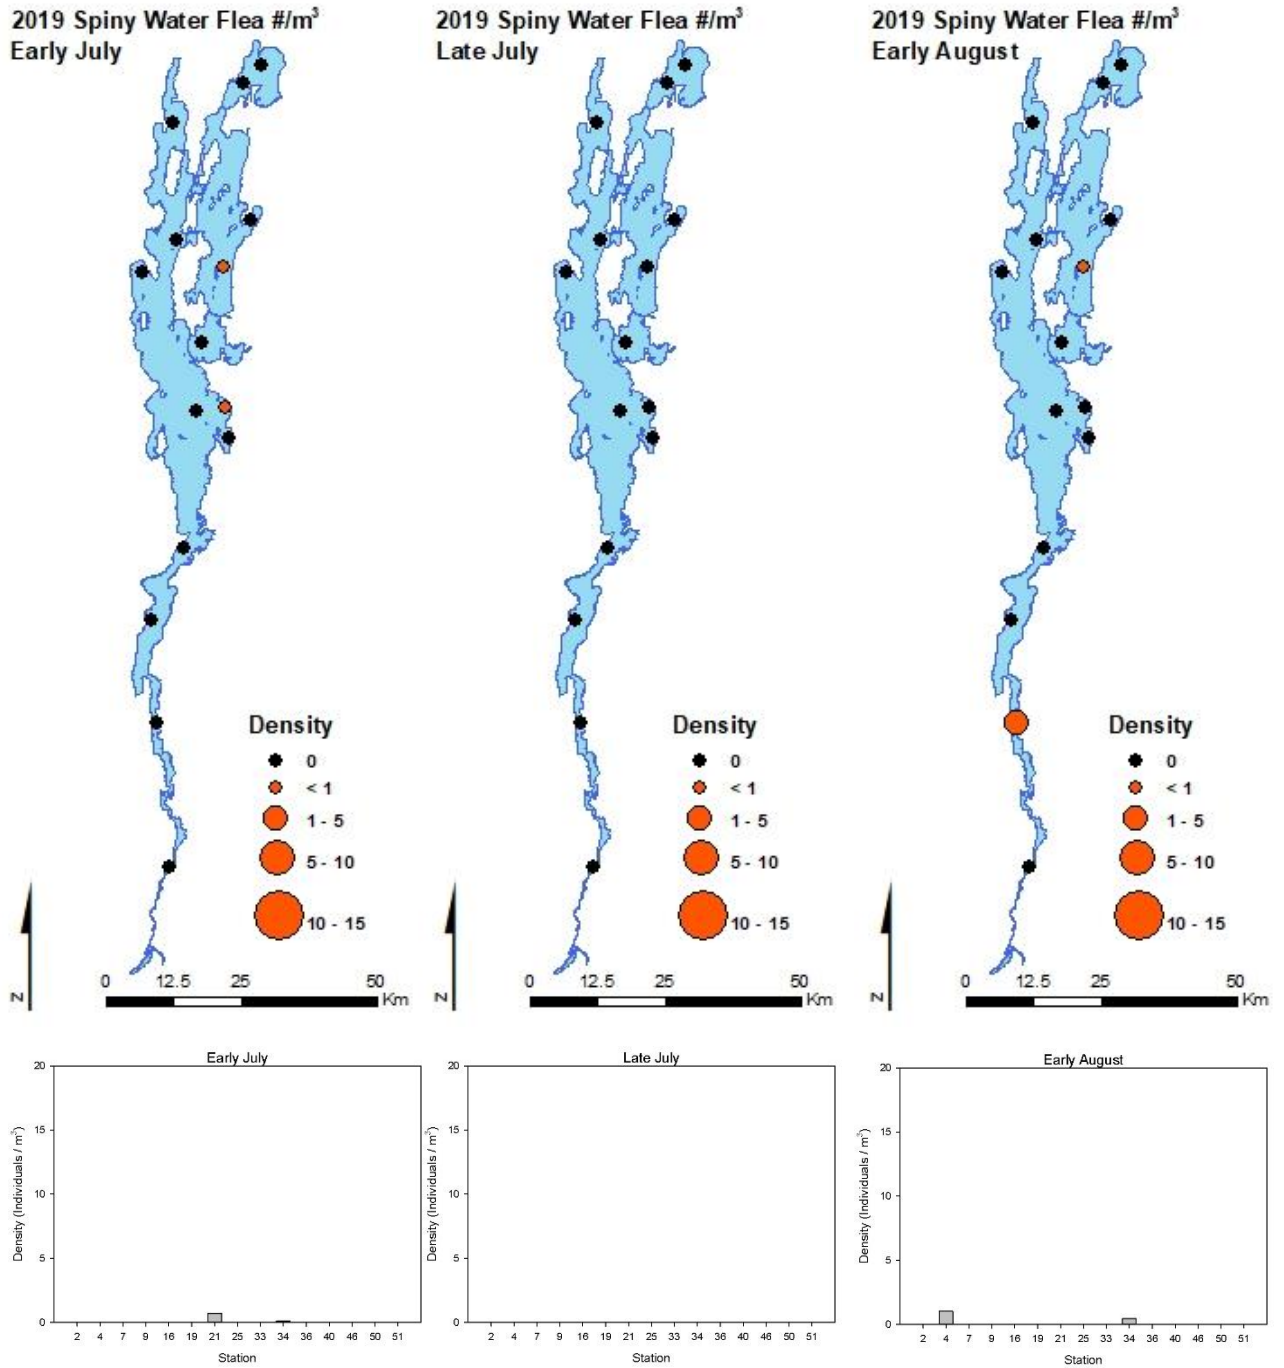 2019 Spiny Water Flea #/m³
Early July
Density
0
< 1
1 - 5
5 - 10
10 - 15
N
0 12.5 25 50
Km
2019 Spiny Water Flea #/m³
Late July
Density
0
< 1
1 - 5
5 - 10
10 - 15
N
0 12.5 25 50
Km
2019 Spiny Water Flea #/m³
Early August
Density
0
< 1
1 - 5
5 - 10
10 - 15
N
0 12.5 25 50
Km
Early July
Density (Individuals / m³)
20
15
10
5
0
2 4 7 9 16 19 21 25 33 34 36 40 46 50 51
Station
Late July
Density (Individuals / m³)
20
15
10
5
0
2 4 7 9 16 19 21 25 33 34 36 40 46 50 51
Station
Early August
Density (Individuals / m³)
20
15
10
5
0
2 4 7 9 16 19 21 25 33 34 36 40 46 50 51
Station